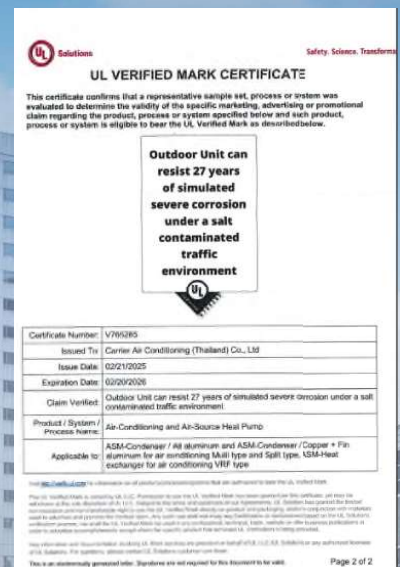 UL Solutions
Safety. Science. Transforma
UL VERIFIED MARK CERTIFICATE
This certificate confirms that a representative sample set, process or system was
evaluated to determine the validity of the specific marketing, advertising or promotional
claim regarding the product, process or system specified below and such product,
process or system is eligible to bear the UL Verified Mark as describedbelow.
Outdoor Unit can
resist 27 years
of simulated
severe corrosion
under a salt
contaminated
traffic
environment
UL
Certificate Number: V765265
Issued To: Carrier Air Conditioning (Thailand) Co., Ltd
Issue Date: 02/21/2025
Expiration Date: 02/20/2026
Claim Verified: Outdoor Unit can resist 27 years of simulated severe corrosion under a salt
contaminated traffic environment
Product / System /
Process Name: Air-Conditioning and Air-Source Heat Pump
Applicable to: ASM-Condenser / All aluminum and ASM-Condenser /Copper + Fin
aluminum for air conditioning Multi type and Split type, ASM-Heat
exchanger for air conditioning VRF type
This is an electronically generated letter. Signatures are not required for this document to be valid.
Page 2 of 2